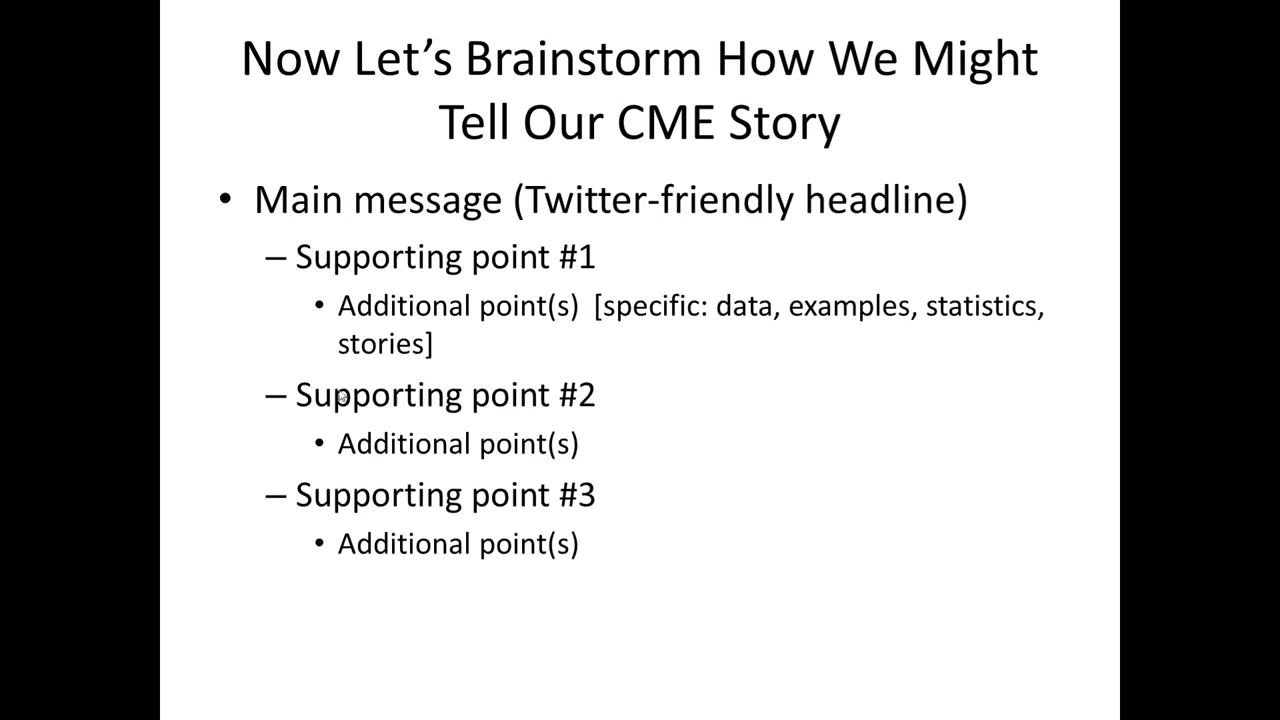 Now Let’s Brainstorm How We Might
Tell Our CME Story
• Main message (Twitter-friendly headline)
– Supporting point #1
• Additional point(s) [specific: data, examples, statistics,
stories]
– Supporting point #2
• Additional point(s)
– Supporting point #3
• Additional point(s)